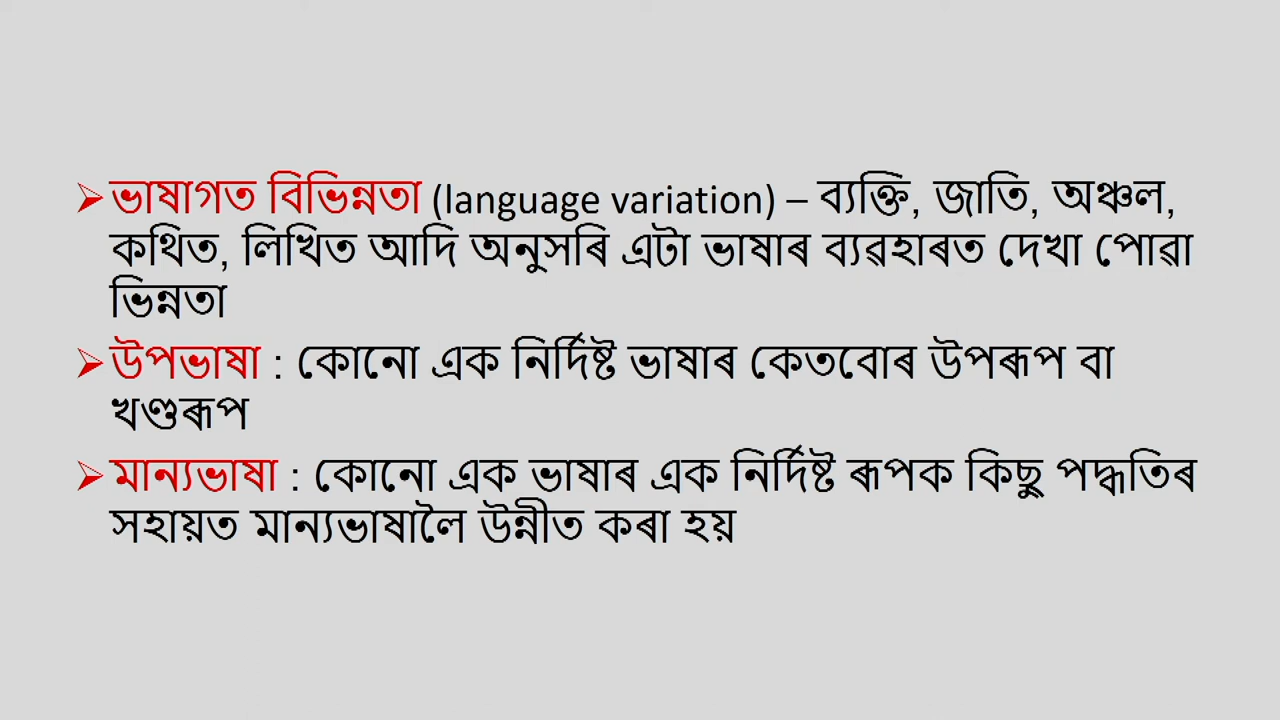 ভাষাগত বিভিন্নতা (language variation) – ব্যক্তি, জাতি, অঞ্চল,
কথিত, লিখিত আদি অনুসৰি এটা ভাষাৰ ব্যৱহাৰত দেখা পোৱা
ভিন্নতা
উপভাষা : কোনো এক নিৰ্দিষ্ট ভাষাৰ কেতবোৰ উপৰূপ বা
খণ্ডৰূপ
মান্যভাষা : কোনো এক ভাষাৰ এক নিৰ্দিষ্ট ৰূপক কিছু পদ্ধতিৰ
সহায়ত মান্যভাষালৈ উন্নীত কৰা হয়